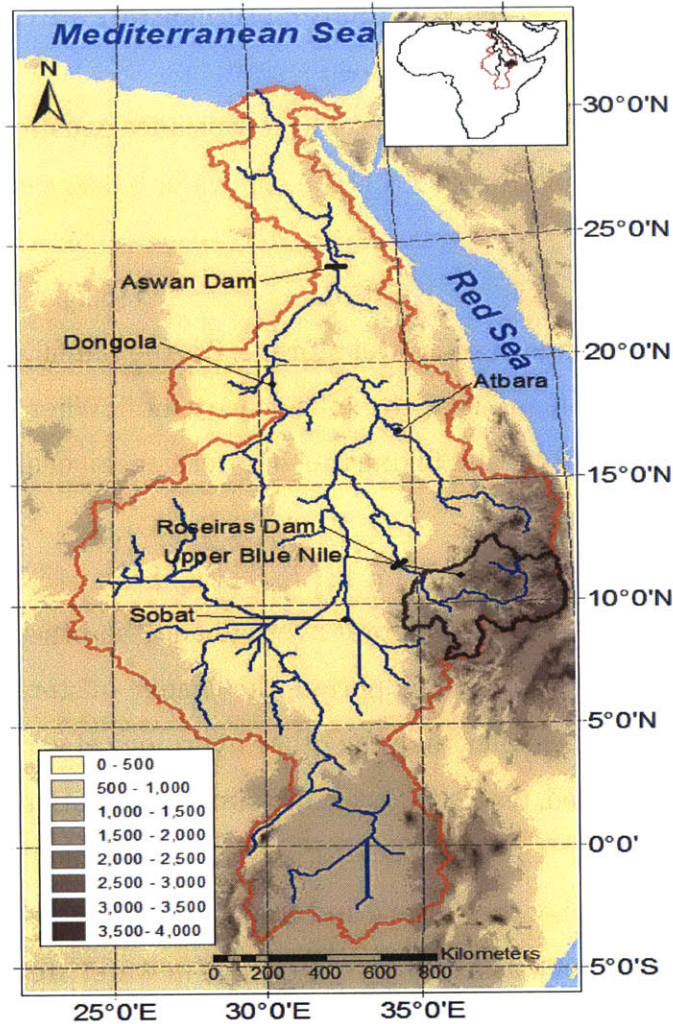 Mediterranean Sea
N
30°0'N
25°0'N
Aswan Dam
Red Sea
Dongola
20°0'N
Atbara
15°0'N
Roseiras Dam
Upper Blue Nile
10°0'N
Sobat
5°0'N
0 - 500
500 - 1,000
1,000 - 1,500
1,500 - 2,000
2,000 - 2,500
2,500 - 3,000
3,000 - 3,500
3,500-4,000
0°0'
Kilometers
0 200 400 600 800
5°0'S
25°0'E 30°0'E 35°0'E